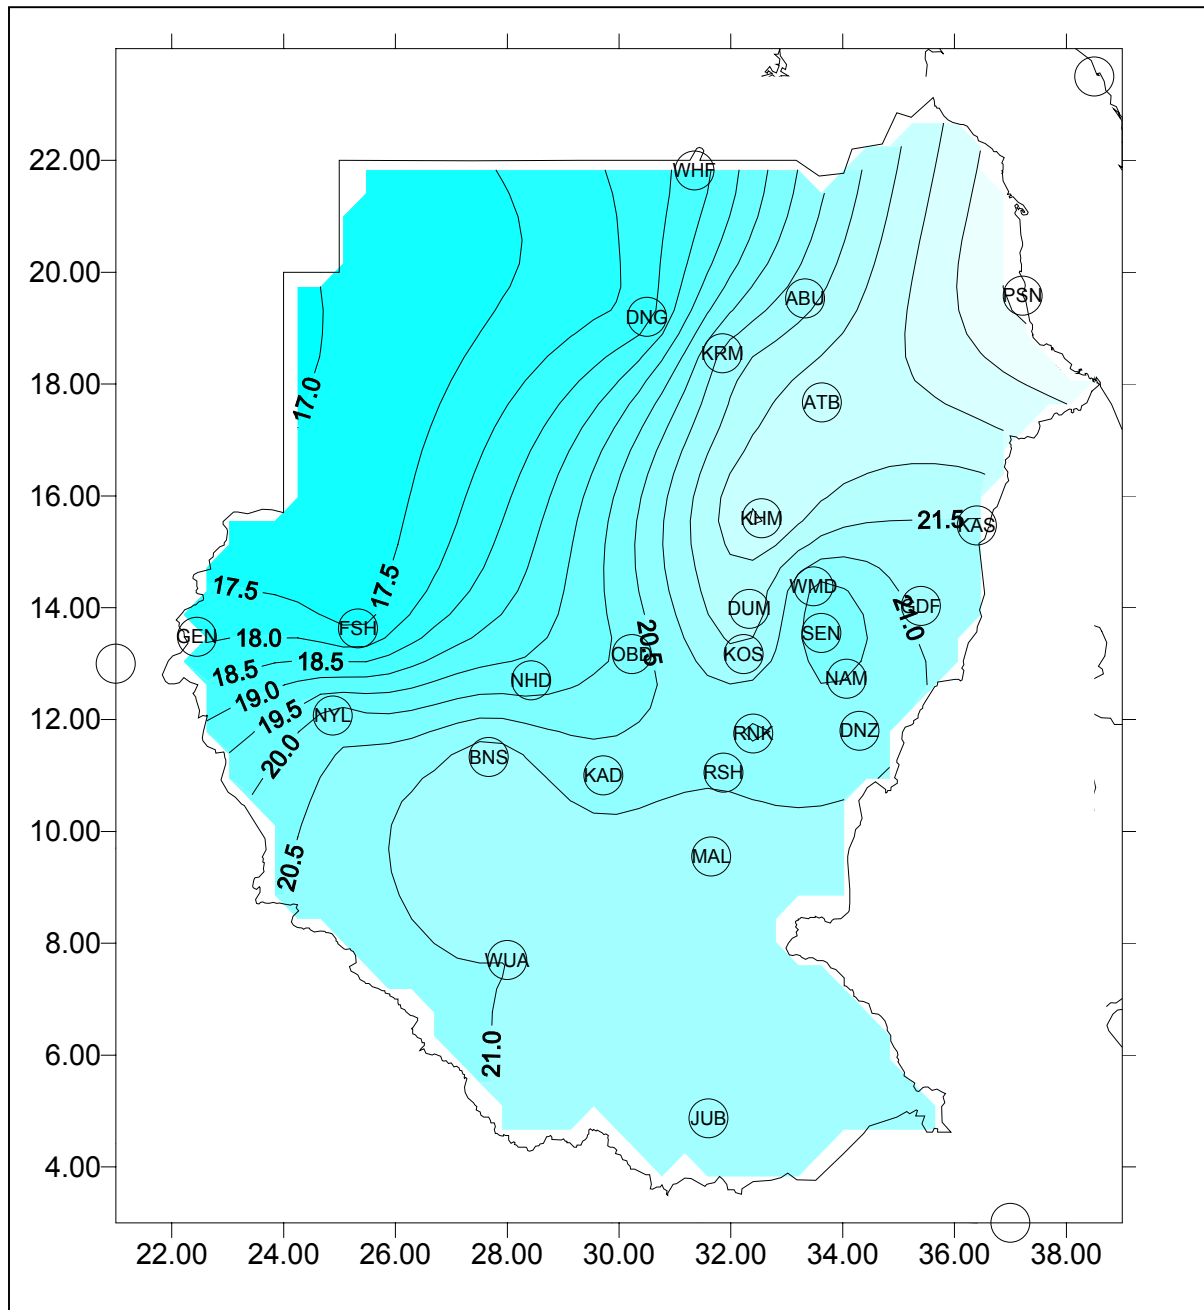 22.00
WHF
20.00
PSN
ABU
DNG
KRM
18.00
17.0
ATB
16.00
KHM
21.5
KAS
17.5
17.5
WMD
14.00
DUM
GDF
21.0
GEN
18.0
FSH
SEN
20.5
OBD
KOS
18.5
18.5
NHD
NAM
19.0
19.5
NYL
12.00
RNK
DNZ
20.0
BNS
KAD
RSH
10.00
MAL
20.5
8.00
WUA
6.00
21.0
JUB
4.00
22.00 24.00 26.00 28.00 30.00 32.00 34.00 36.00 38.00